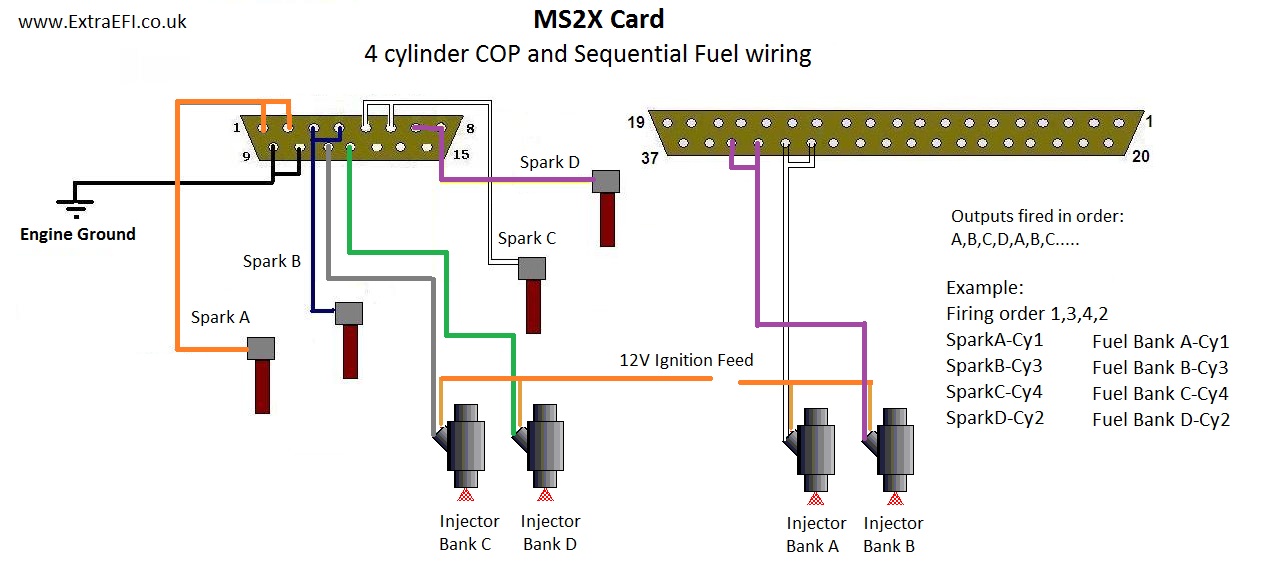 www.ExtraEFI.co.uk
MS2X Card
4 cylinder COP and Sequential Fuel wiring
1
8
9
15
19
1
37
20
Spark D
Engine Ground
Spark C
Spark B
Spark A
12V Ignition Feed
Outputs fired in order:
A,B,C,D,A,B,C.....
Example:
Firing order 1,3,4,2
SparkA-Cy1 Fuel Bank A-Cy1
SparkB-Cy3 Fuel Bank B-Cy3
SparkC-Cy4 Fuel Bank C-Cy4
SparkD-Cy2 Fuel Bank D-Cy2
Injector
Bank C
Injector
Bank D
Injector
Bank A
Injector
Bank B